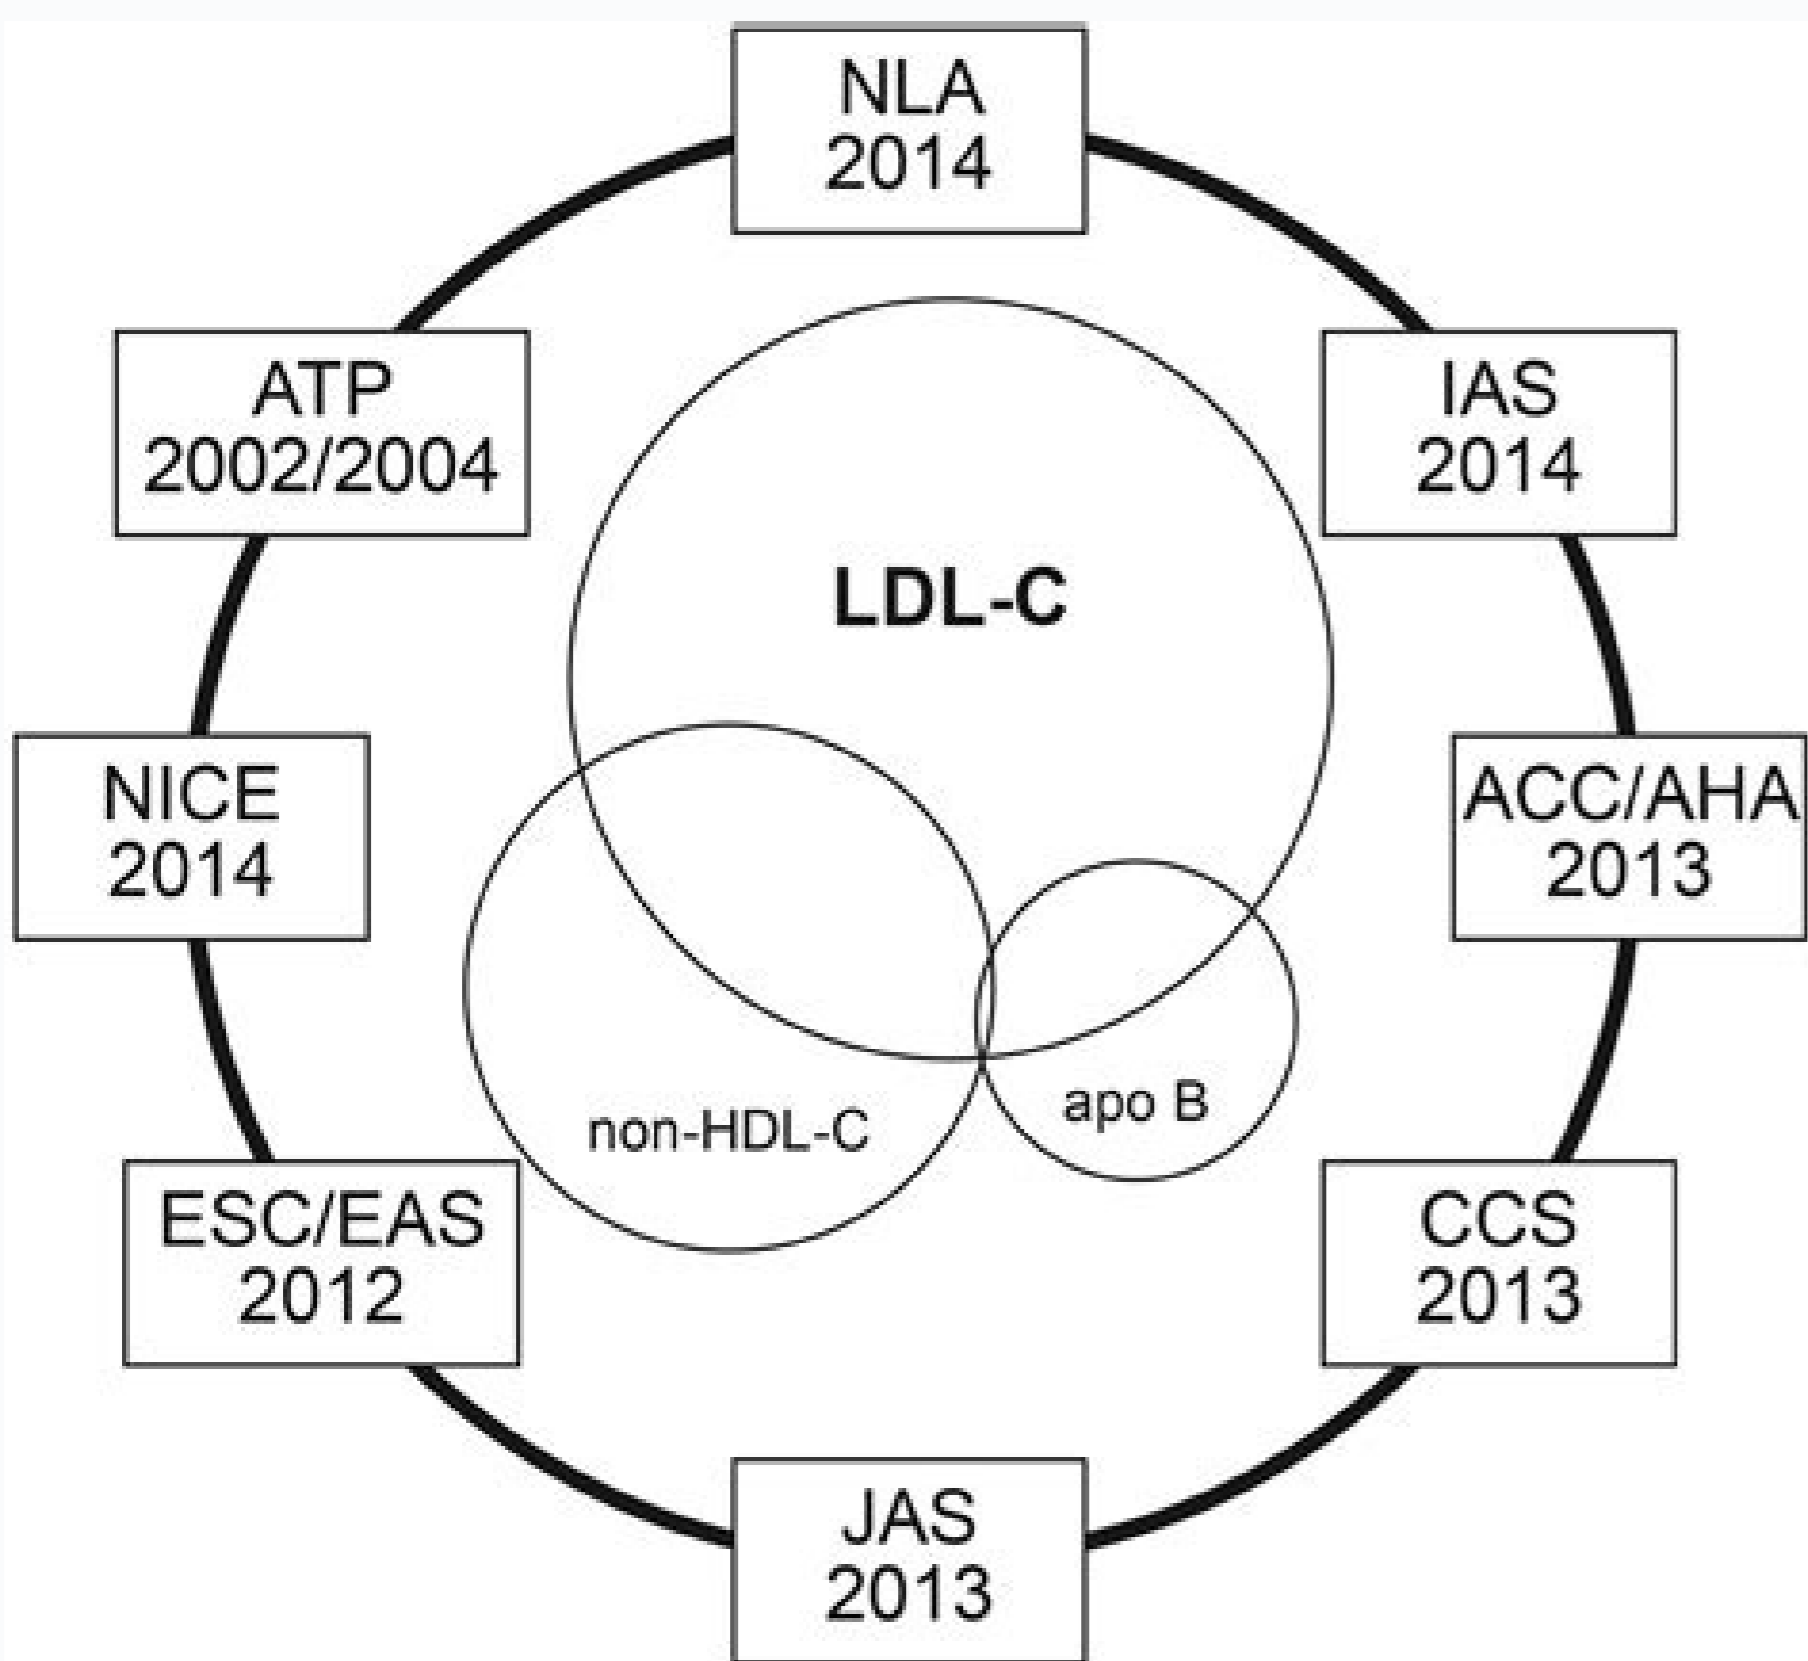 NLA
2014
ATP
2002/2004
IAS
2014
LDL-C
NICE
2014
ACC/AHA
2013
non-HDL-C
apo B
ESC/EAS
2012
CCS
2013
JAS
2013